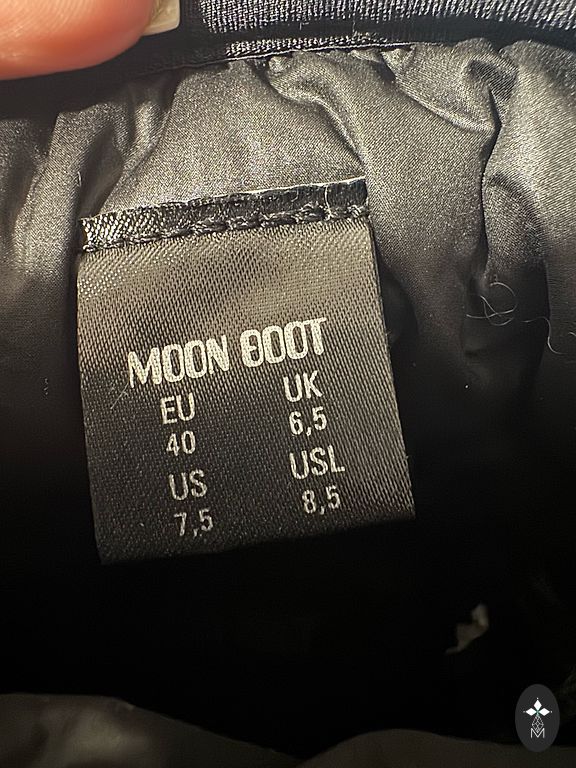 MOON BOOT
EU UK
40 6,5
US USL
7,5 8,5
M